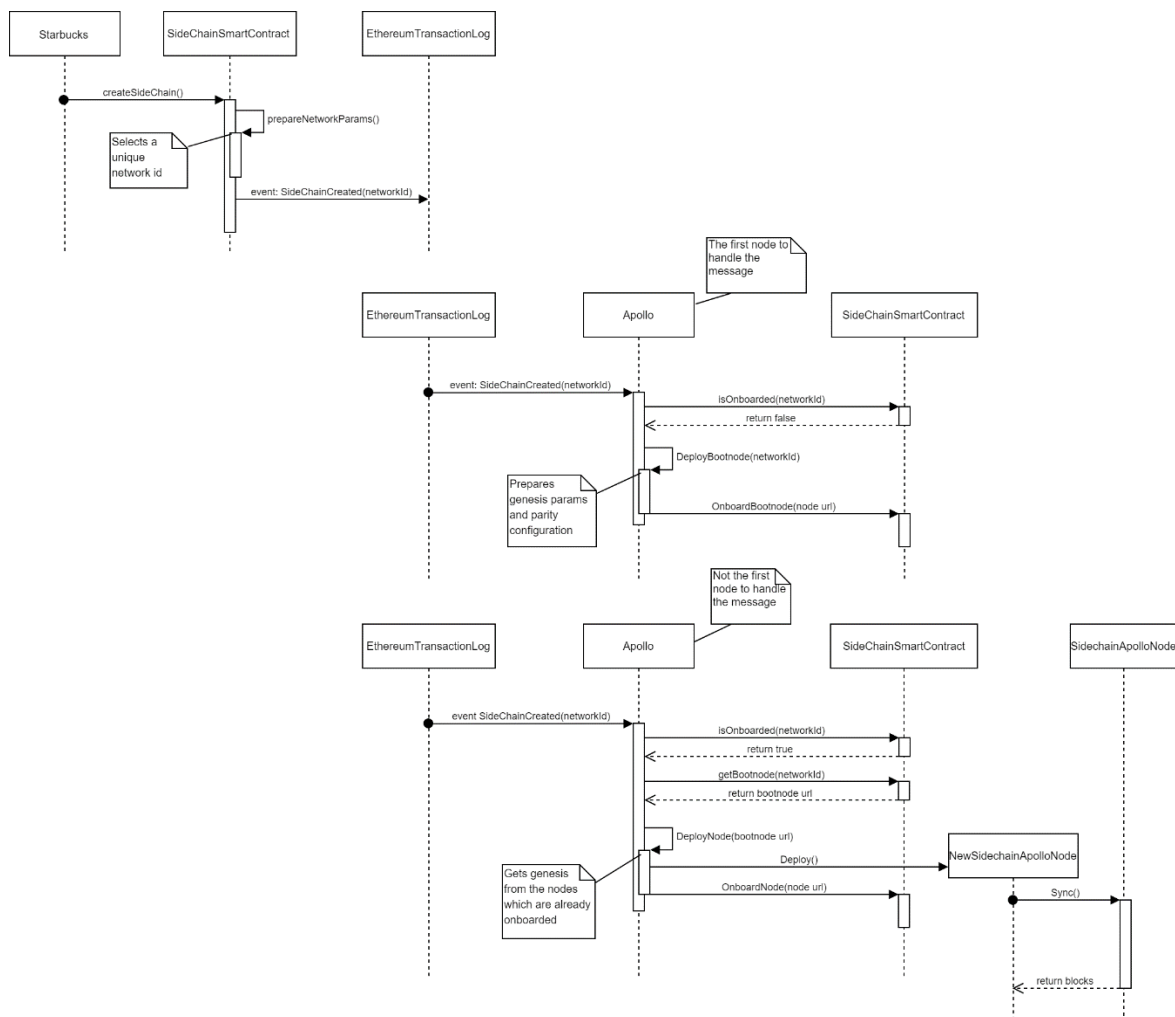 Starbucks
SideChainSmartContract
EthereumTransactionLog
createSideChain()
prepareNetworkParams()
Selects a
unique
network id
event: SideChainCreated(networkId)
The first node to
handle the
message
EthereumTransactionLog
Apollo
SideChainSmartContract
event: SideChainCreated(networkId)
isOnboarded(networkId)
return false
DeployBootnode(networkId)
Prepares
genesis params
and parity
configuration
OnboardBootnode(node url)
Not the first
node to handle
the message
EthereumTransactionLog
Apollo
SideChainSmartContract
SidechainApolloNode
event SideChainCreated(networkId)
isOnboarded(networkId)
return true
getBootnode(networkId)
return bootnode url
DeployNode(bootnode url)
Deploy()
NewSidechainApolloNode
Gets genesis
from the nodes
which are already
onboarded
OnboardNode(node url)
Sync()
return blocks